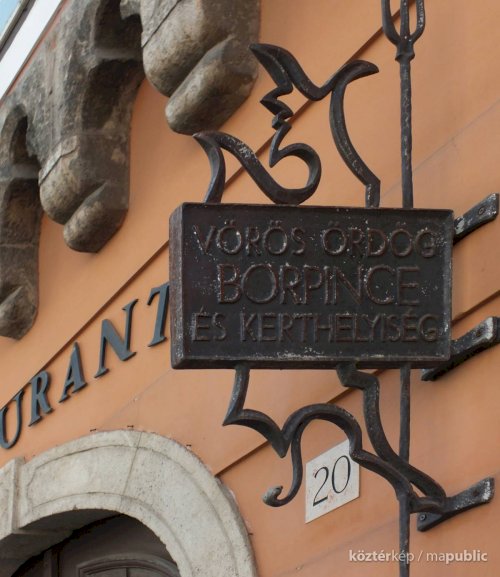 VÖRÖS ÖRDÖG
BORPINCE
ÉS KERTHELYISÉG
URANT
20
köztérkép / mapublic